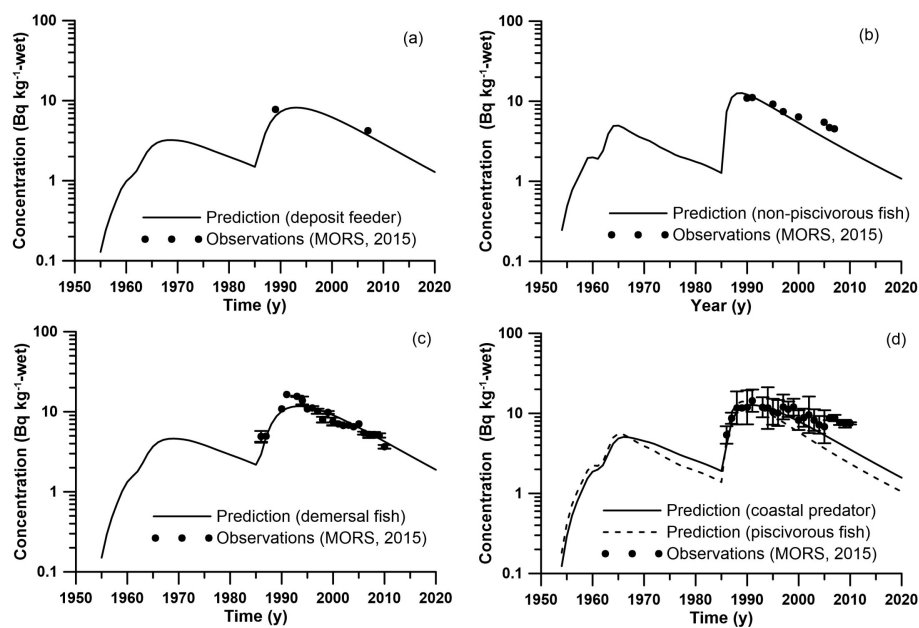 (a)
Concentration (Bq kg⁻¹-wet)
100
10
1
0.1
Prediction (deposit feeder)
Observations (MORS, 2015)
1950 1960 1970 1980 1990 2000 2010 2020
Time (y)
(b)
Concentration (Bq kg⁻¹-wet)
100
10
1
0.1
Prediction (non-piscivorous fish)
Observations (MORS, 2015)
1950 1960 1970 1980 1990 2000 2010 2020
Year (y)
(c)
Concentration (Bq kg⁻¹-wet)
100
10
1
0.1
Prediction (demersal fish)
Observations (MORS, 2015)
1950 1960 1970 1980 1990 2000 2010 2020
Time (y)
(d)
Concentration (Bq kg⁻¹-wet)
100
10
1
0.1
Prediction (coastal predator)
Prediction (piscivorous fish)
Observations (MORS, 2015)
1950 1960 1970 1980 1990 2000 2010 2020
Time (y)